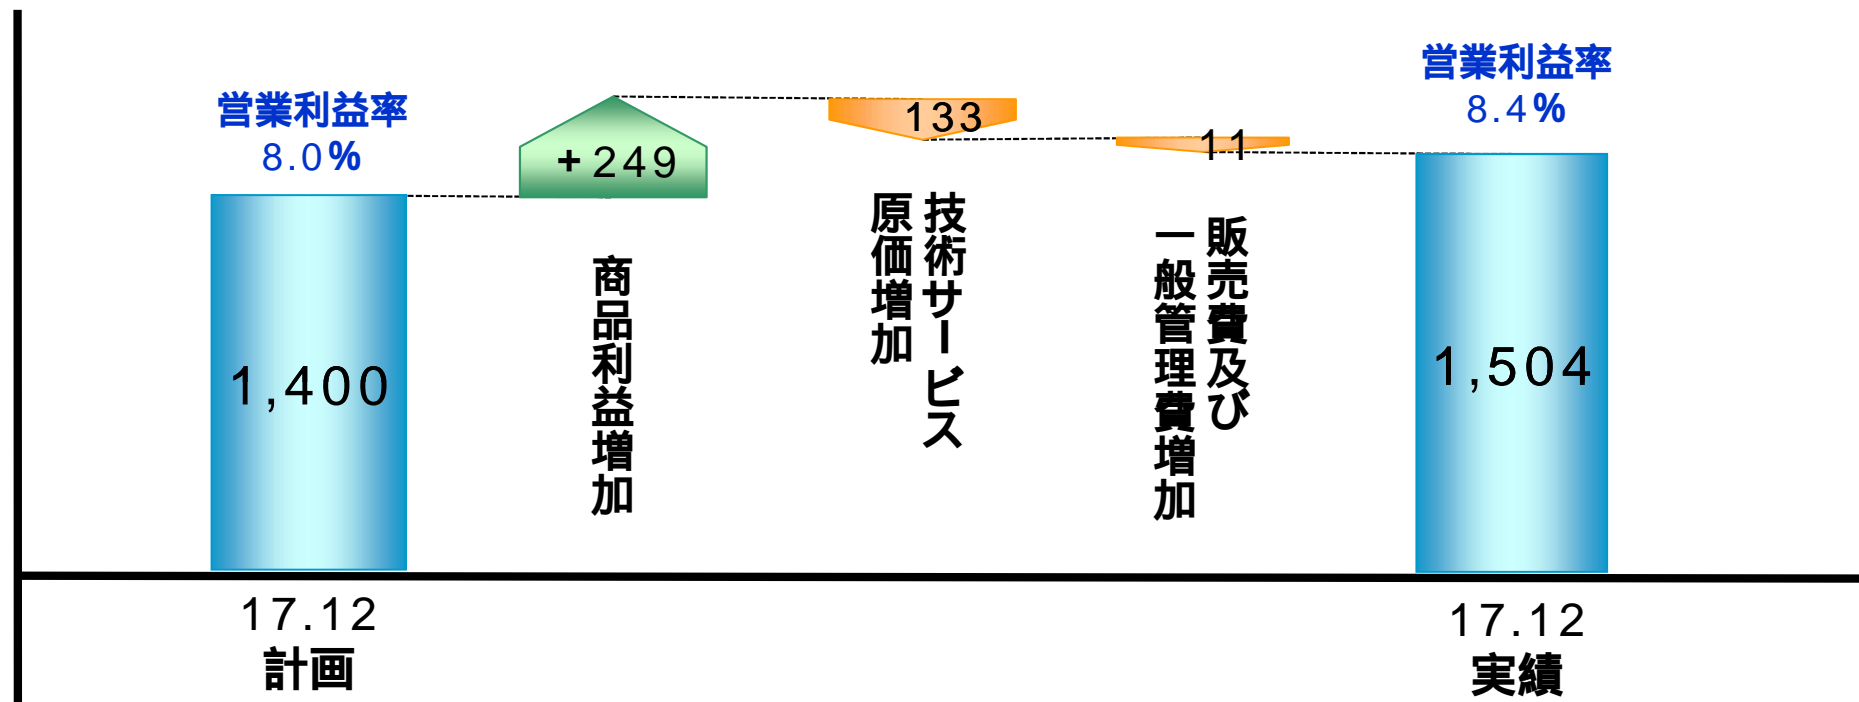 営業利益率
8.0%
1,400
17.12
計画
+249
商品利益増加
133
技術サービス
原価増加
11
販売費及び
一般管理費増加
営業利益率
8.4%
1,504
17.12
実績